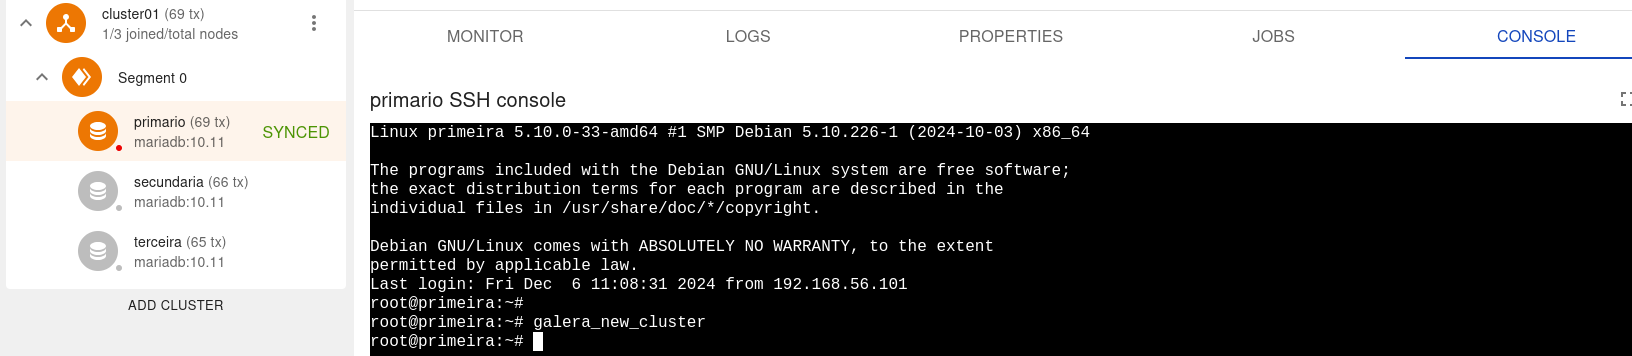 cluster01 (69 tx)
1/3 joined/total nodes
Segment 0
primario (69 tx)
mariadb:10.11
SYNCED
secundaria (66 tx)
mariadb:10.11
terceira (65 tx)
mariadb:10.11
ADD CLUSTER
MONITOR LOGS PROPERTIES JOBS CONSOLE
primario SSH console
Linux primeira 5.10.0-33-amd64 #1 SMP Debian 5.10.226-1 (2024-10-03) x86_64
The programs included with the Debian GNU/Linux system are free software;
the exact distribution terms for each program are described in the
individual files in /usr/share/doc/*/copyright.
Debian GNU/Linux comes with ABSOLUTELY NO WARRANTY, to the extent
permitted by applicable law.
Last login: Fri Dec  6 11:08:31 2024 from 192.168.56.101
root@primeira:~#
root@primeira:~# galera_new_cluster
root@primeira:~#